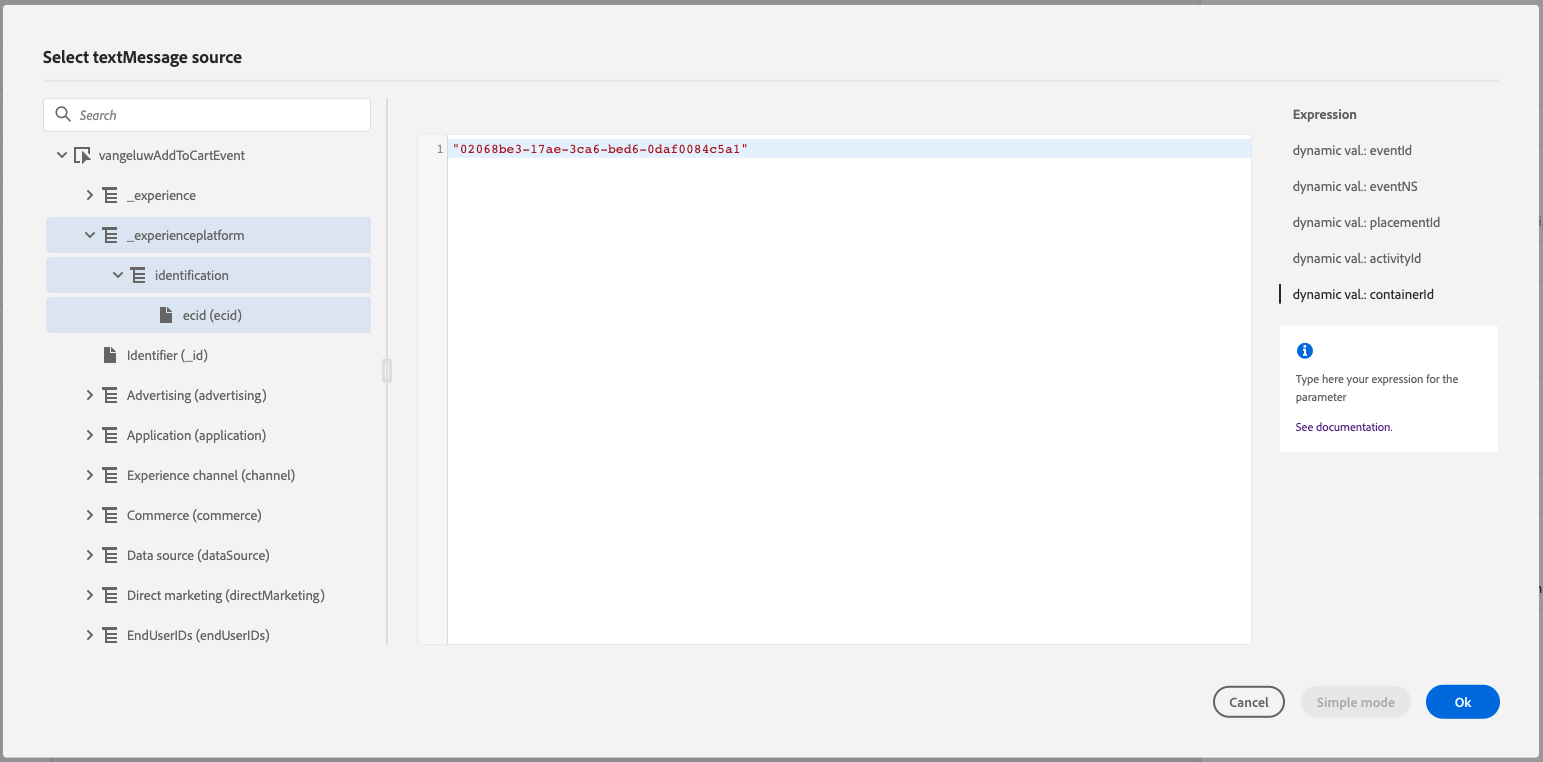 Select textMessage source
Search
vangeluwAddToCartEvent
_experience
_experienceplatform
identification
ecid (ecid)
Identifier (_id)
Advertising (advertising)
Application (application)
Experience channel (channel)
Commerce (commerce)
Data source (dataSource)
Direct marketing (directMarketing)
EndUserIDs (endUserIDs)
1 "02068be3-17ae-3ca6-bed6-0daf0084c5a1"
Expression
dynamic val.: eventId
dynamic val.: eventNS
dynamic val.: placementId
dynamic val.: activityId
dynamic val.: containerId
Type here your expression for the
parameter
See documentation.
Cancel
Simple mode
Ok